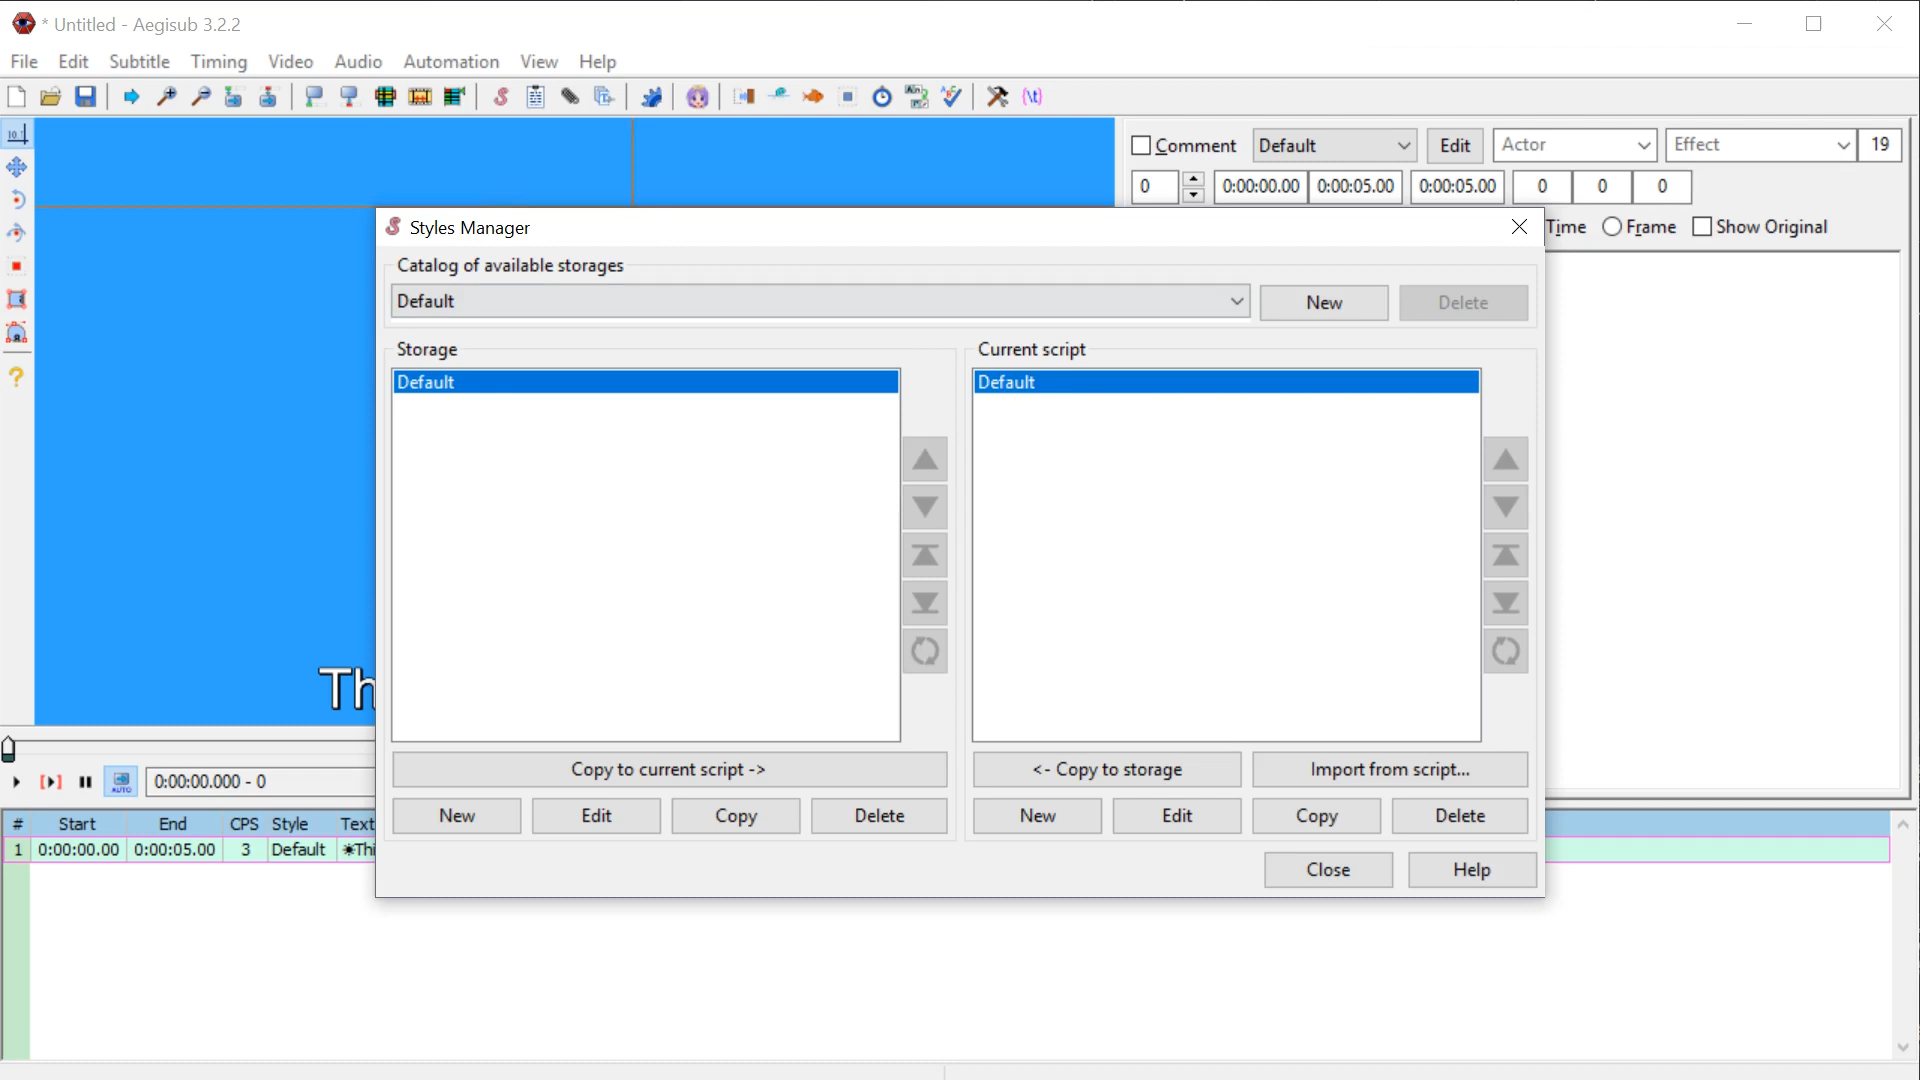 * Untitled - Aegisub 3.2.2
File Edit Subtitle Timing Video Audio Automation View Help
Comment Default Edit Actor Effect 19
0 0:00:00.00 0:00:05.00 0:00:05.00 0 0 0
Time Frame Show Original
Styles Manager
Catalog of available storages
Default New Delete
Storage
Default
Copy to current script ->
New Edit Copy Delete
Current script
Default
<- Copy to storage Import from script...
New Edit Copy Delete
Close Help
Th
AUTO 0:00:00.000 - 0
# Start End CPS Style Text
1 0:00:00.00 0:00:05.00 3 Default ☀Thi